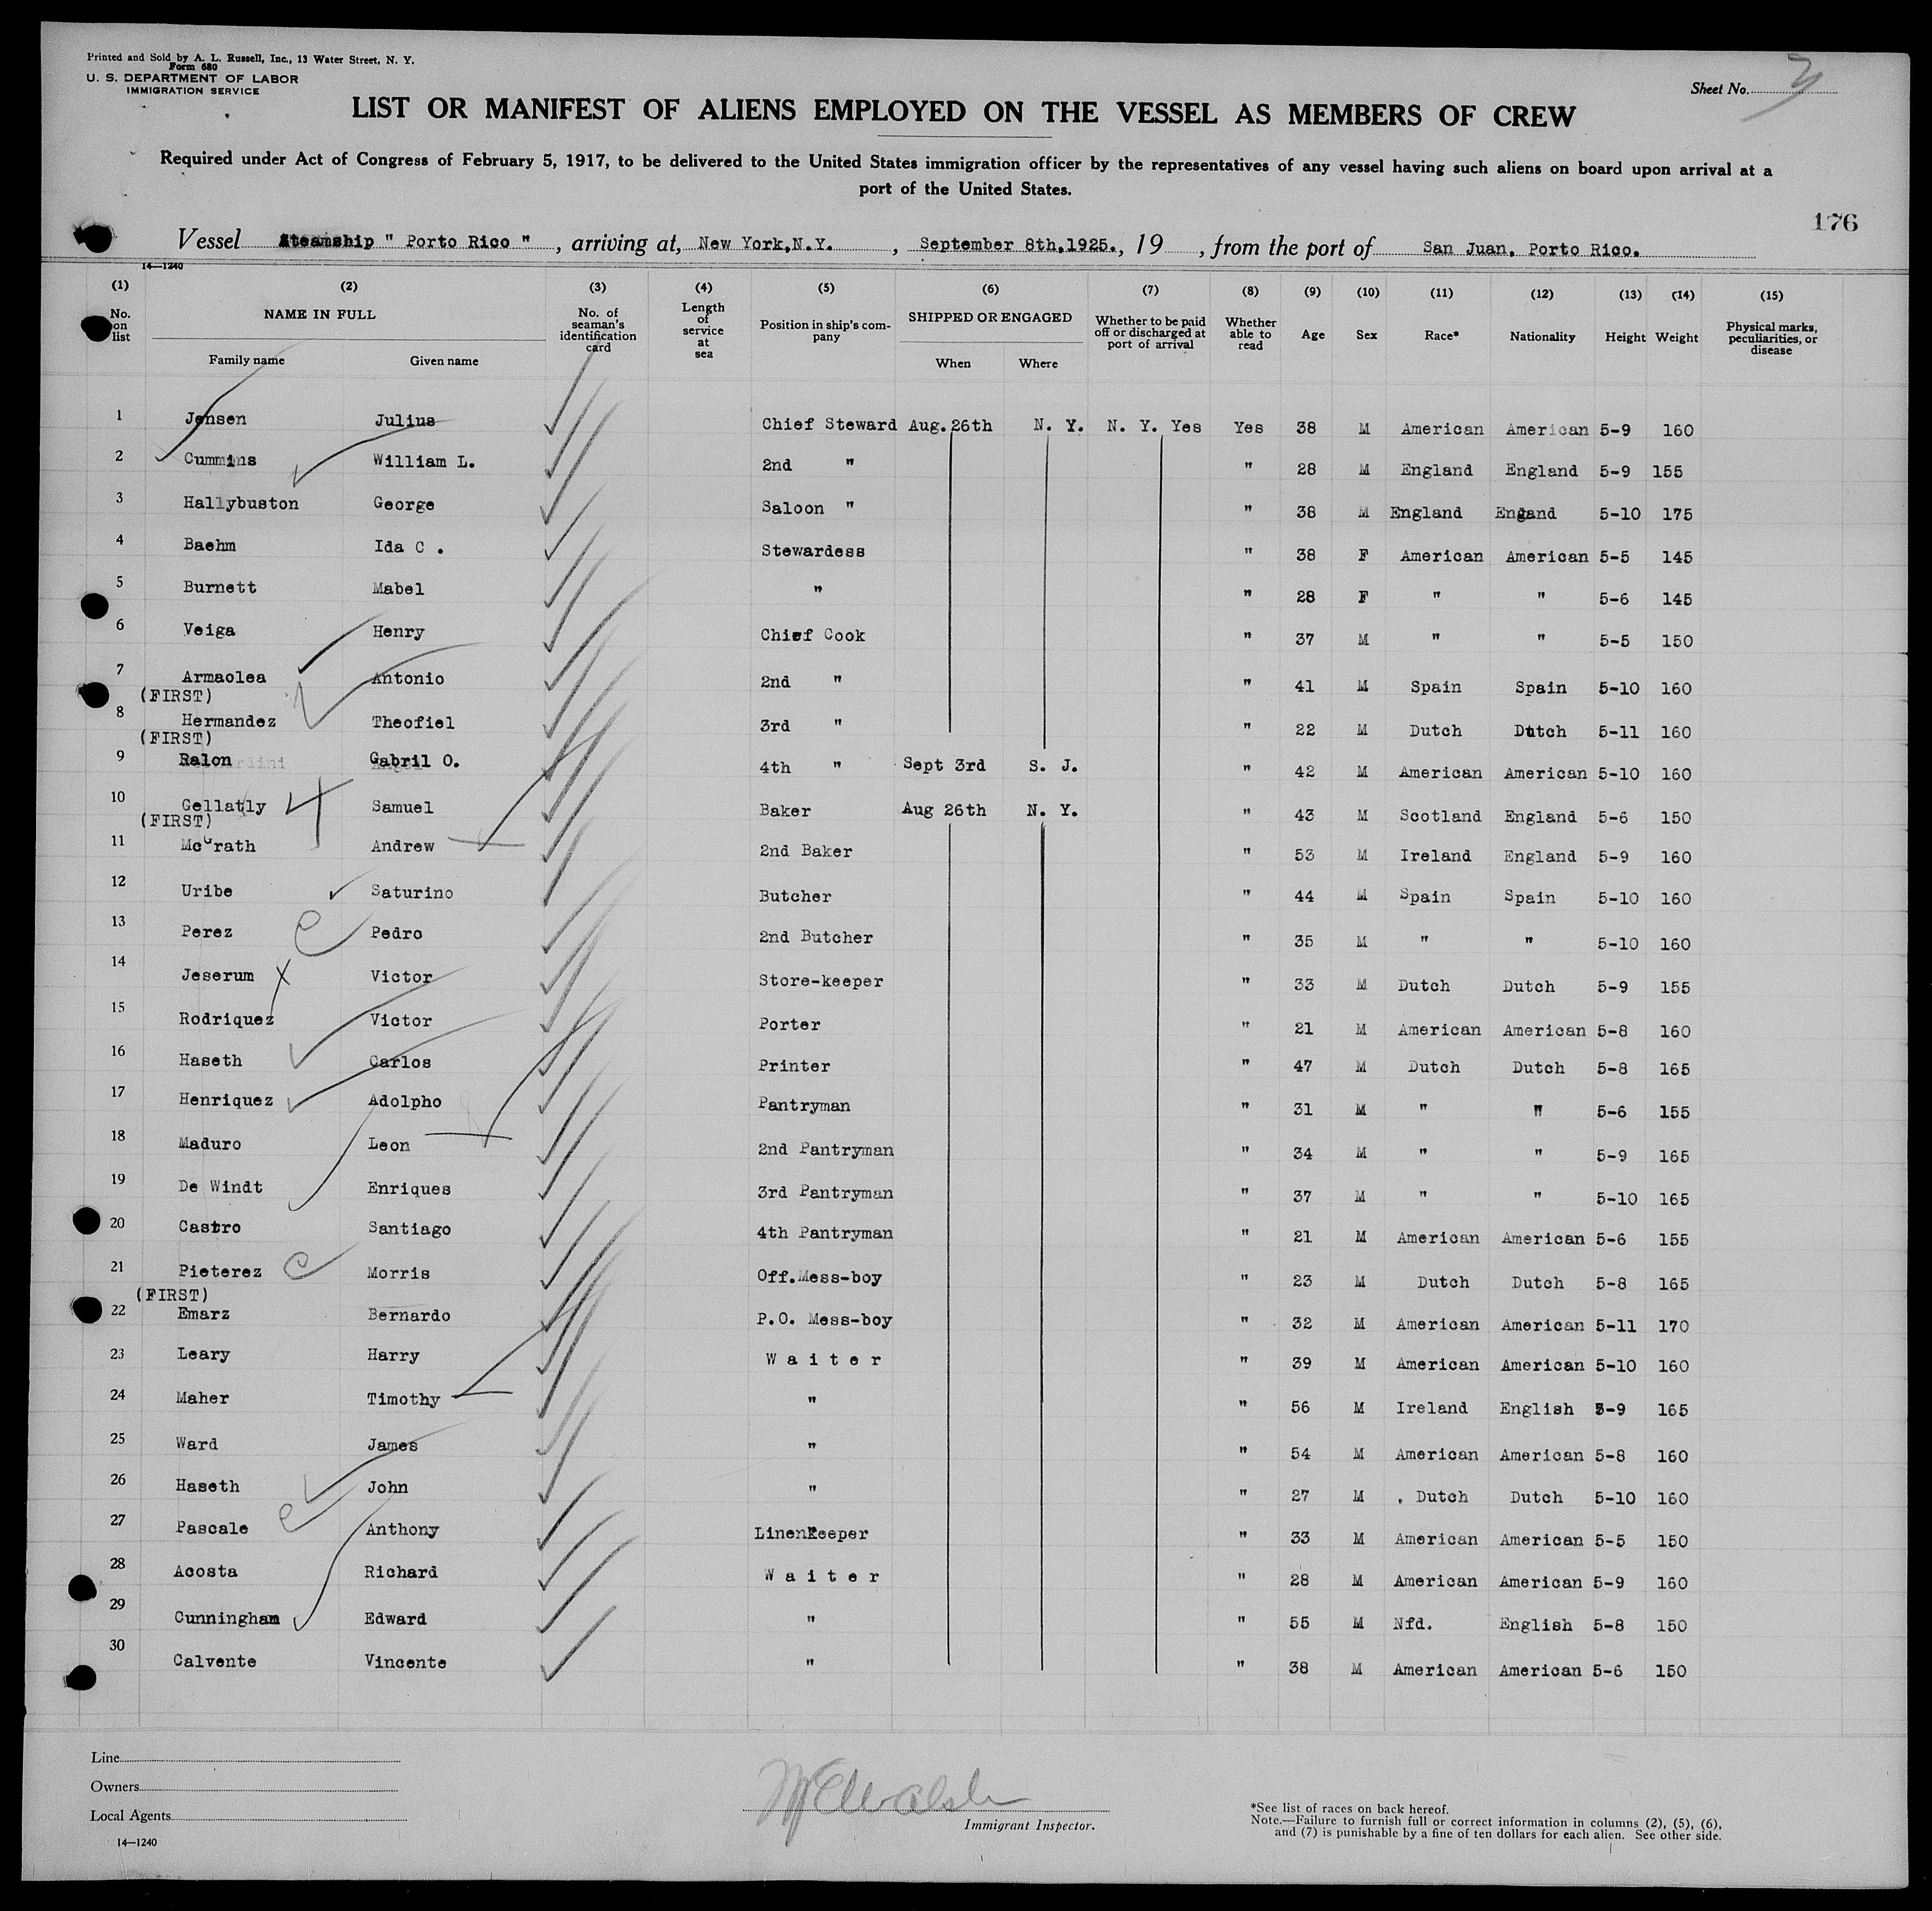 Printed and Sold by A. L. Russell, Inc., 13 Water Street, N. Y.
Form 680
U. S. DEPARTMENT OF LABOR
IMMIGRATION SERVICE
Sheet No. 3
LIST OR MANIFEST OF ALIENS EMPLOYED ON THE VESSEL AS MEMBERS OF CREW
Required under Act of Congress of February 5, 1917, to be delivered to the United States immigration officer by the representatives of any vessel having such aliens on board upon arrival at a
port of the United States.
176
Vessel Steamship " Porto Rico " , arriving at, New York,N.Y. , September 8th,1925., 19 , from the port of San Juan, Porto Rico.
14—1240
(1) (2) (3) (4) (5) (6) (7) (8) (9) (10) (11) (12) (13) (14) (15)
No. on list NAME IN FULL Family name Given name No. of seaman's identification card Length of service at sea Position in ship's company SHIPPED OR ENGAGED When Where Whether to be paid off or discharged at port of arrival Whether able to read Age Sex Race* Nationality Height Weight Physical marks, peculiarities, or disease
1 Jensen Julius Chief Steward Aug.26th N. Y. N. Y. Yes Yes 38 M American American 5-9 160
2 Cummins William L. 2nd " " 28 M England England 5-9 155
3 Hallybuston George Saloon " " 38 M England Engand 5-10 175
4 Baehm Ida C . Stewardess " 38 F American American 5-5 145
5 Burnett Mabel " " 28 F " " 5-6 145
6 Veiga Henry Chief Cook " 37 M " " 5-5 150
7 Armaolea Antonio 2nd " " 41 M Spain Spain 5-10 160
(FIRST)
8 Hermandez Theofiel 3rd " " 22 M Dutch Dutch 5-11 160
(FIRST)
9 Ralon Gabril O. 4th " Sept 3rd S. J. " 42 M American American 5-10 160
10 Gellatly Samuel Baker Aug 26th N. Y. " 43 M Scotland England 5-6 150
(FIRST)
11 McGrath Andrew 2nd Baker " 53 M Ireland England 5-9 160
12 Uribe Saturino Butcher " 44 M Spain Spain 5-10 160
13 Perez Pedro 2nd Butcher " 35 M " " 5-10 160
14 Jeserum Victor Store-keeper " 33 M Dutch Dutch 5-9 155
15 Rodriquez Victor Porter " 21 M American American 5-8 160
16 Haseth Carlos Printer " 47 M Dutch Dutch 5-8 165
17 Henriquez Adolpho Pantryman " 31 M " " 5-6 155
18 Maduro Leon 2nd Pantryman " 34 M " " 5-9 165
19 De Windt Enriques 3rd Pantryman " 37 M " " 5-10 165
20 Castro Santiago 4th Pantryman " 21 M American American 5-6 155
21 Pieterez Morris Off.Mess-boy " 23 M Dutch Dutch 5-8 165
(FIRST)
22 Emarz Bernardo P.O. Mess-boy " 32 M American American 5-11 170
23 Leary Harry W a i t e r " 39 M American American 5-10 160
24 Maher Timothy " " 56 M Ireland English 5-9 165
25 Ward James " " 54 M American American 5-8 160
26 Haseth John " " 27 M Dutch Dutch 5-10 160
27 Pascale Anthony LinenKeeper " 33 M American American 5-5 150
28 Acosta Richard W a i t e r " 28 M American American 5-9 160
29 Cunningham Edward " " 55 M Nfd. English 5-8 150
30 Calvente Vincente " " 38 M American American 5-6 150
Line
Owners
Local Agents
14—1240
Immigrant Inspector.
*See list of races on back hereof.
Note.—Failure to furnish full or correct information in columns (2), (5), (6),
and (7) is punishable by a fine of ten dollars for each alien. See other side.